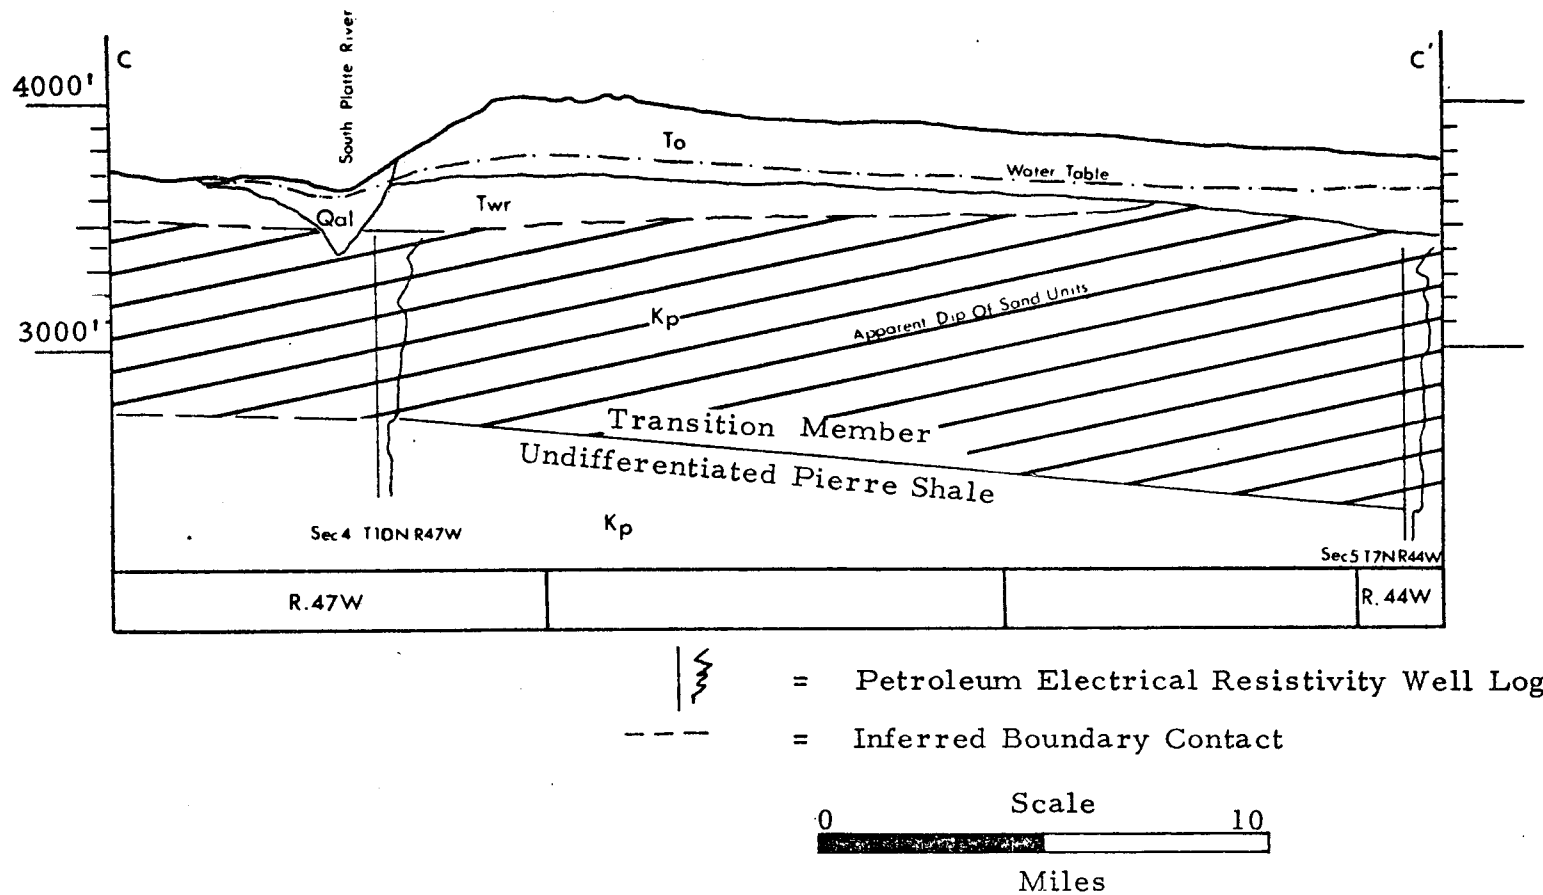 South Platte River
C
C'
4000'
To
Water Table
Qal
Twr
Kp
Apparent Dip Of Sand Units
3000'
Transition Member
Undifferentiated Pierre Shale
Kp
Sec 4 T10N R47W
Sec 5 T7N R44W
R.47W
R.44W
= Petroleum Electrical Resistivity Well Log
= Inferred Boundary Contact
Scale
0 10
Miles